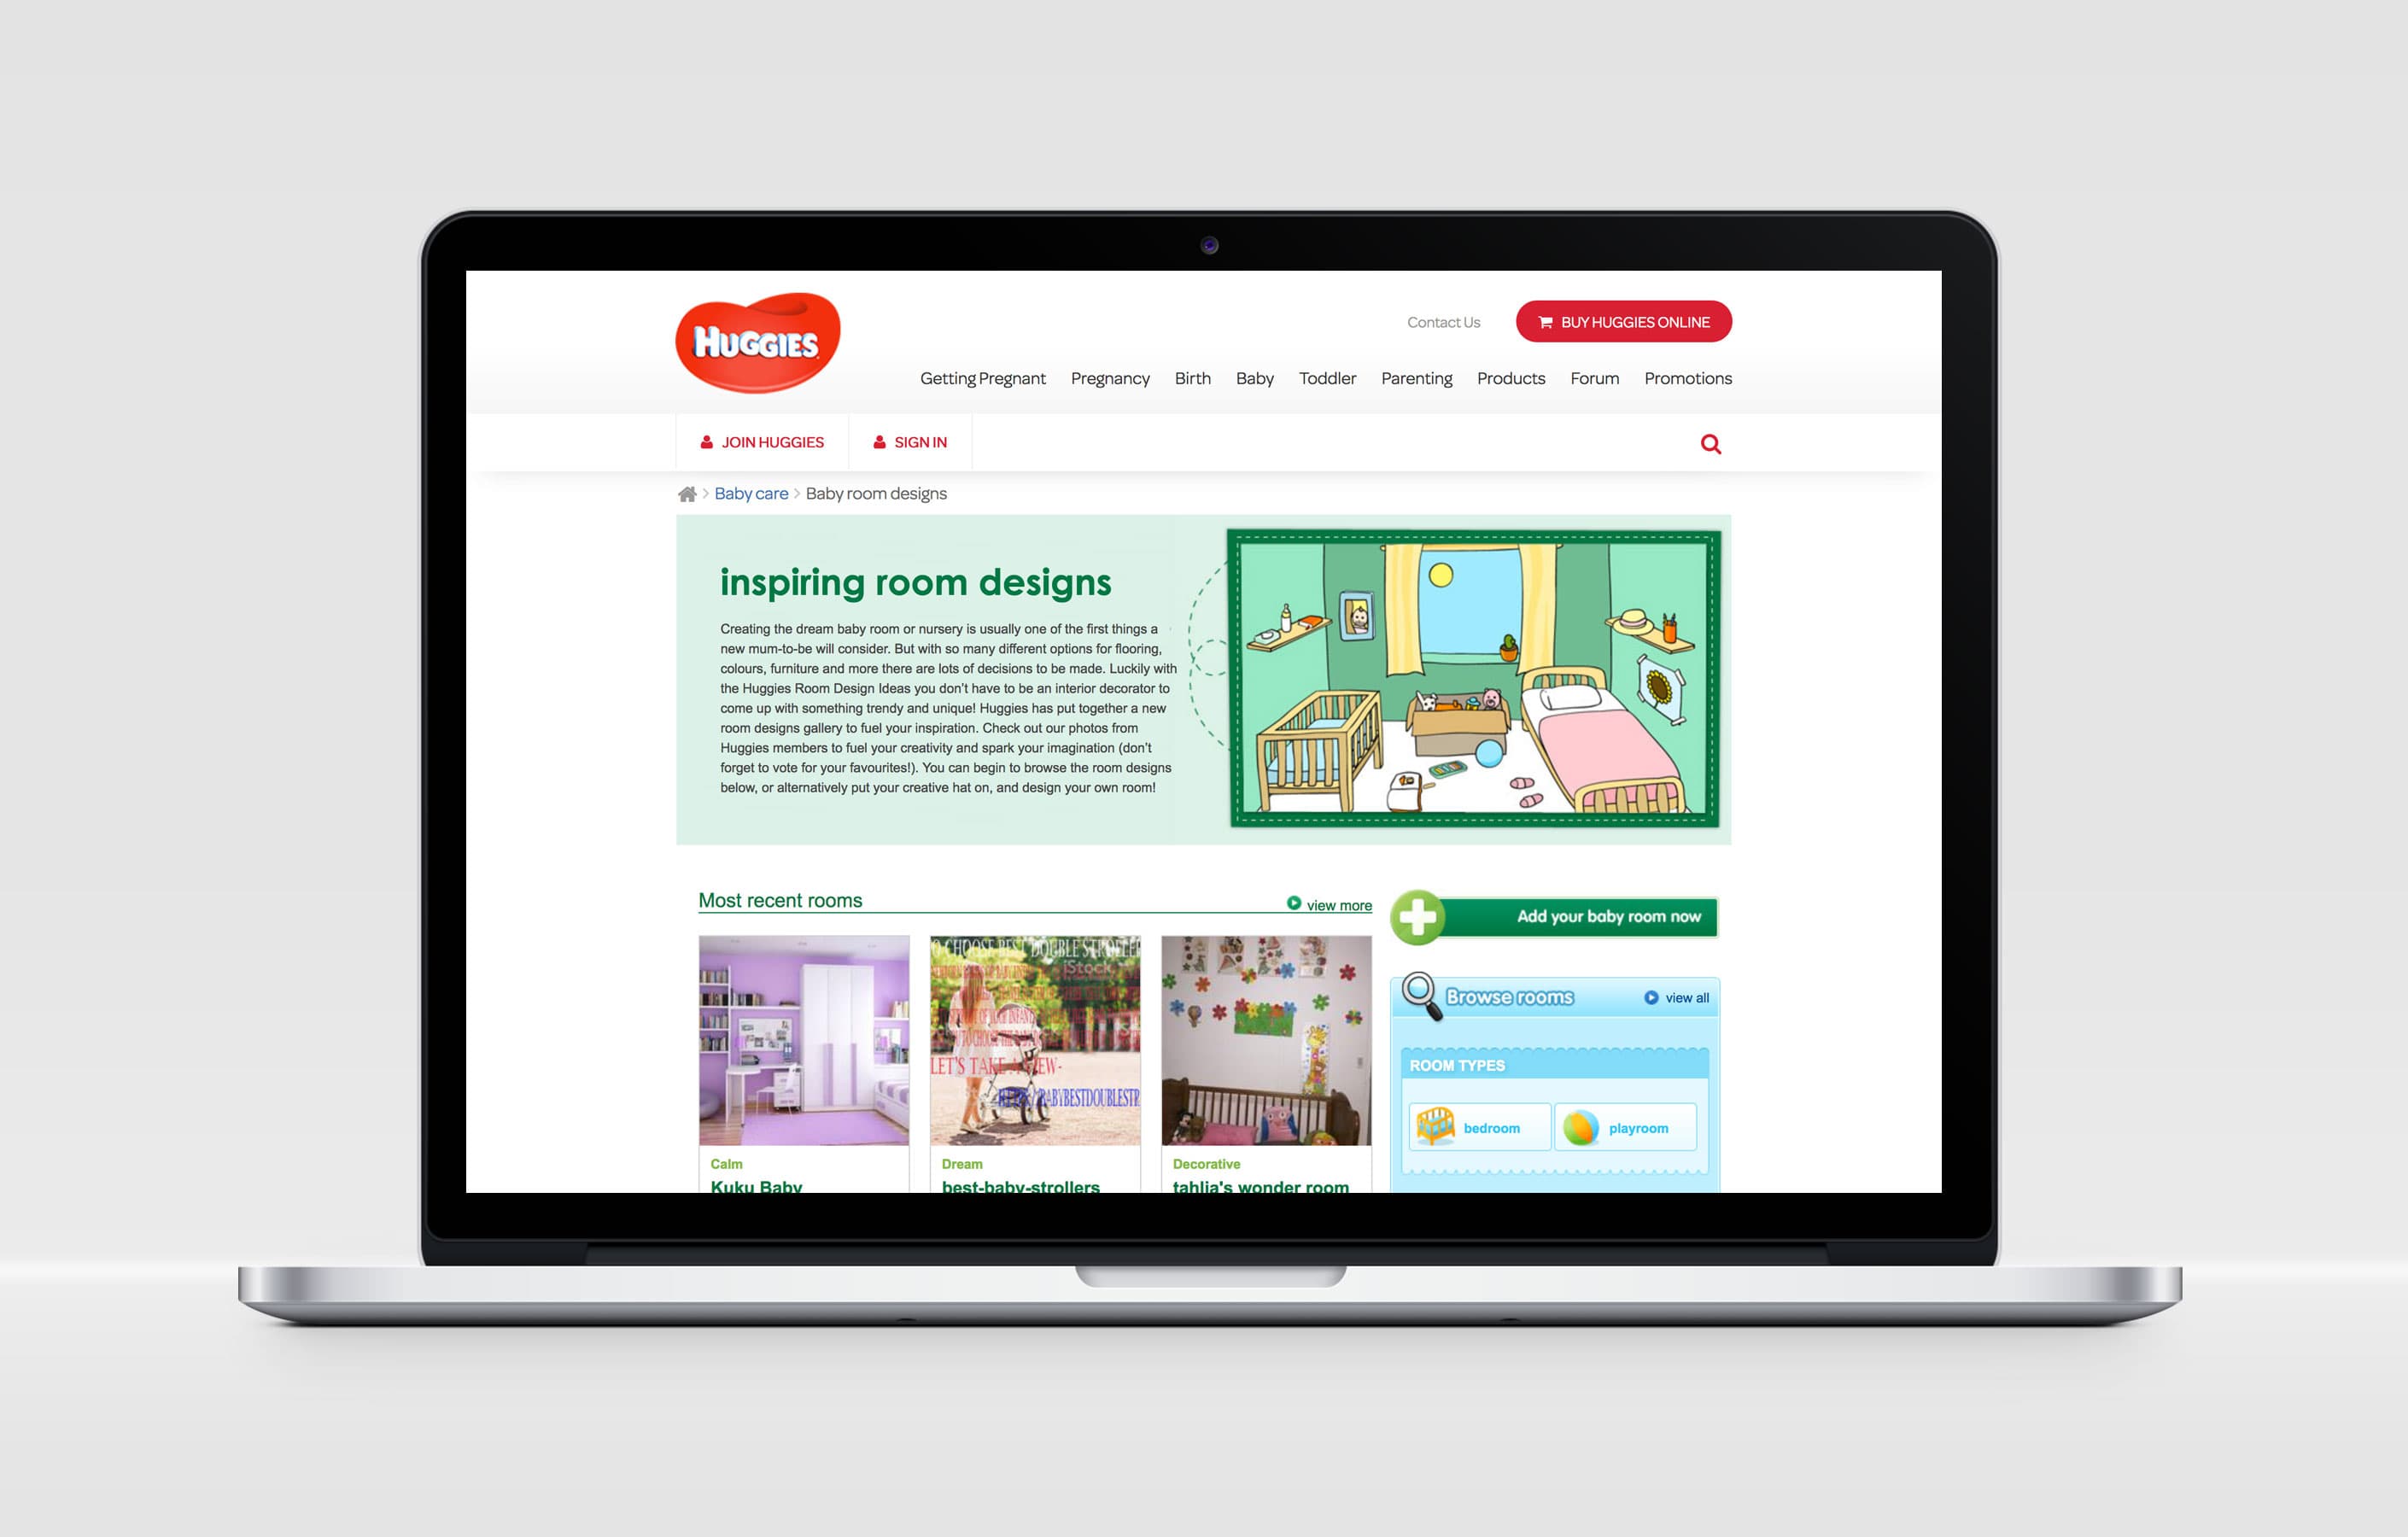 HUGGIES
Contact Us
BUY HUGGIES ONLINE
Getting Pregnant Pregnancy Birth Baby Toddler Parenting Products Forum Promotions
JOIN HUGGIES SIGN IN
Baby care > Baby room designs
inspiring room designs
Creating the dream baby room or nursery is usually one of the first things a
new mum-to-be will consider. But with so many different options for flooring,
colours, furniture and more there are lots of decisions to be made. Luckily with
the Huggies Room Design Ideas you don't have to be an interior decorator to
come up with something trendy and unique! Huggies has put together a new
room designs gallery to fuel your inspiration. Check out our photos from
Huggies members to fuel your creativity and spark your imagination (don't
forget to vote for your favourites!). You can begin to browse the room designs
below, or alternatively put your creative hat on, and design your own room!
Most recent rooms
view more
Add your baby room now
CHOOSE BEST DOUBLE STROLLER
iStock
LET'S TAKE
BABYBESTDOUBLESTR
Calm
Kuku Baby
Dream
best-baby-strollers
Decorative
tahlia's wonder room
Browse rooms
view all
ROOM TYPES
bedroom
playroom